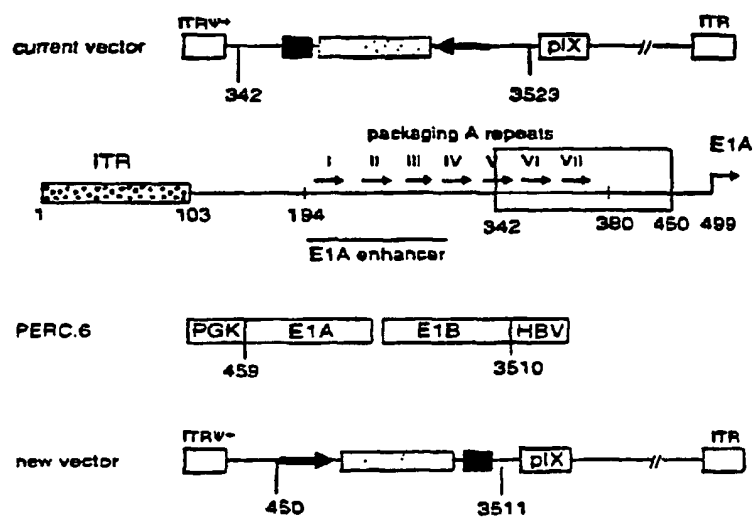 ITRΨ→ ITR
current vector pIX
342 3523
packaging A repeats
E1A
ITR I II III IV V VI VII
1 103 194 342 380 450 499
E1A enhancer
PERC.6 PGK E1A E1B HBV
459 3510
ITRΨ→ ITR
new vector pIX
450 3511